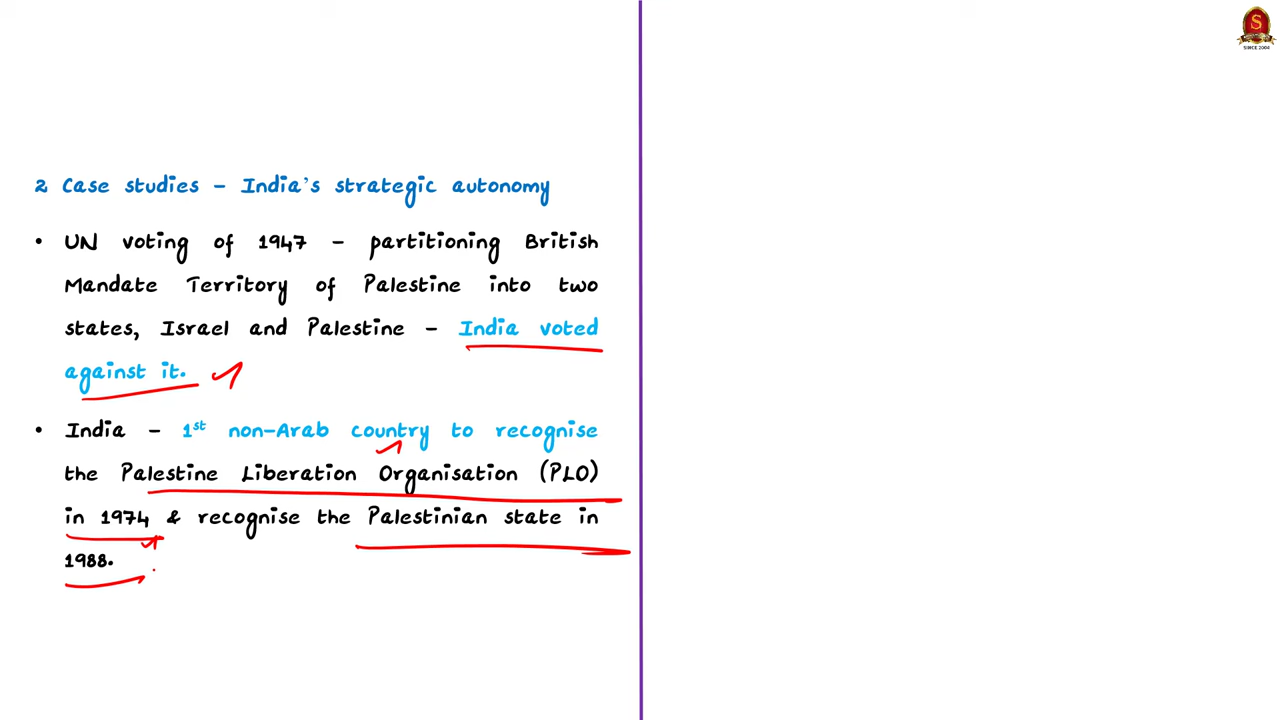 S
SINCE 2004
2 Case studies – India's strategic autonomy
• UN voting of 1947 – partitioning British
Mandate Territory of Palestine into two
states, Israel and Palestine – India voted
against it.
• India – 1st non-Arab country to recognise
the Palestine Liberation Organisation (PLO)
in 1974 & recognise the Palestinian state in
1988.